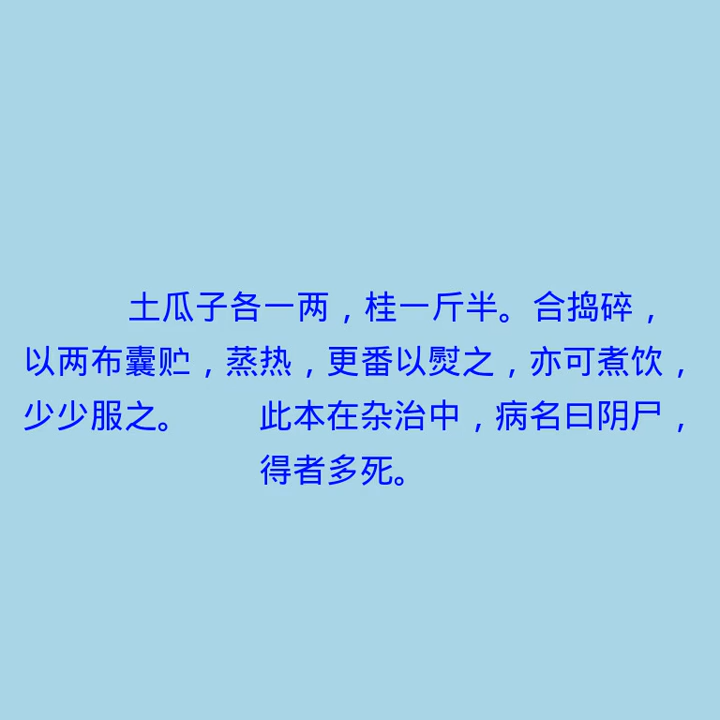 土瓜子各一两，桂一斤半。合捣碎，
以两布囊贮，蒸热，更番以熨之，亦可煮饮，
少少服之。　　此本在杂治中，病名曰阴尸，
得者多死。